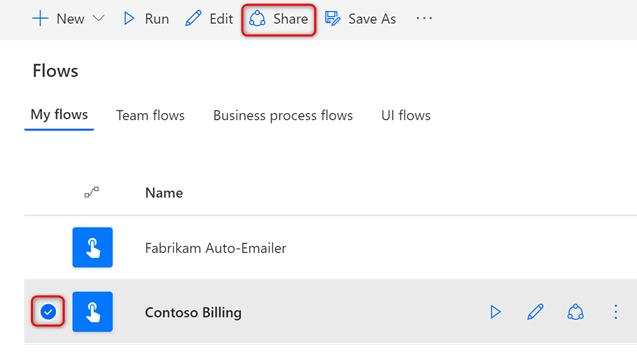 New Run Edit Share Save As ...
Flows
My flows Team flows Business process flows UI flows
Name
Fabrikam Auto-Emailer
Contoso Billing